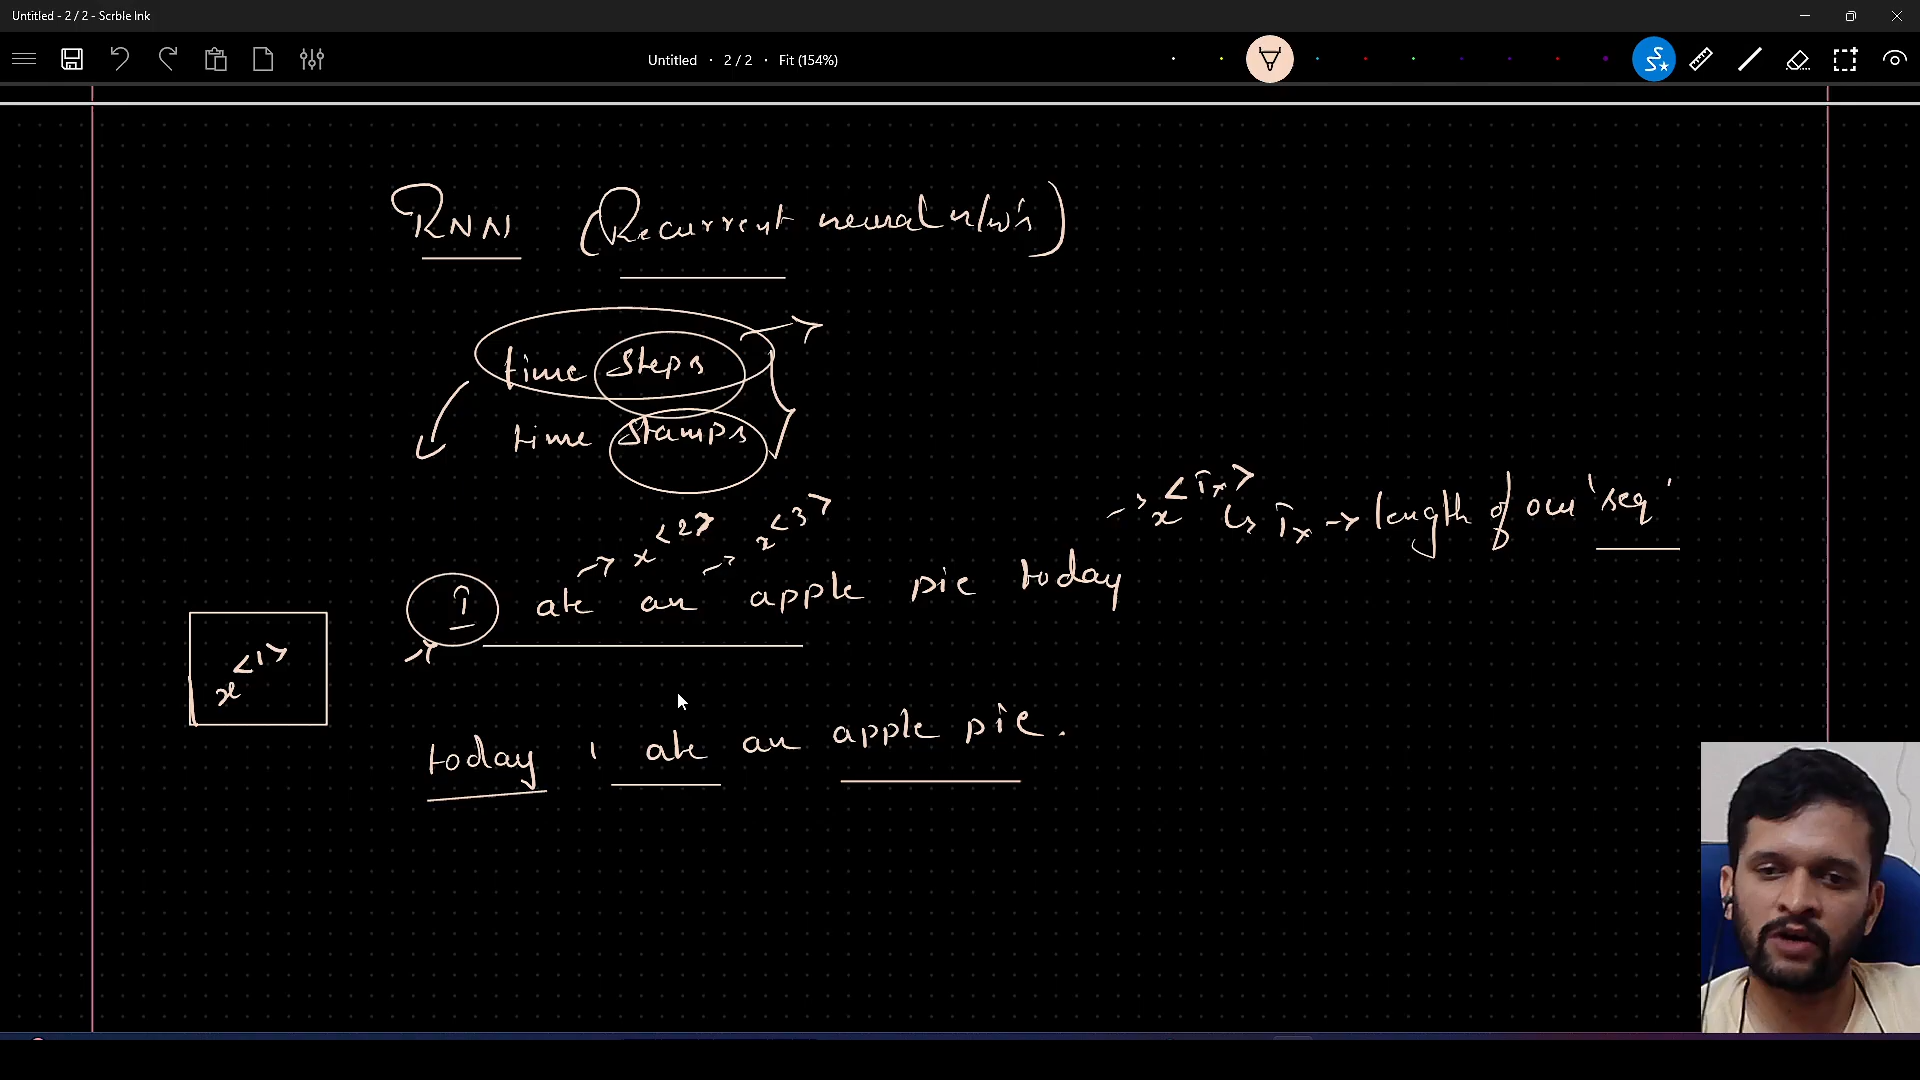 Untitled - 2 / 2 - Scrble Ink
Untitled • 2 / 2 • Fit (154%)
RNN (Recurrent neural n/w's)
time steps
time stamps
x<2> x<3> → x<Tx> ↳ Tx → length of our 'seq'
I ate an apple pie today
x<1>
today I ate an apple pie.